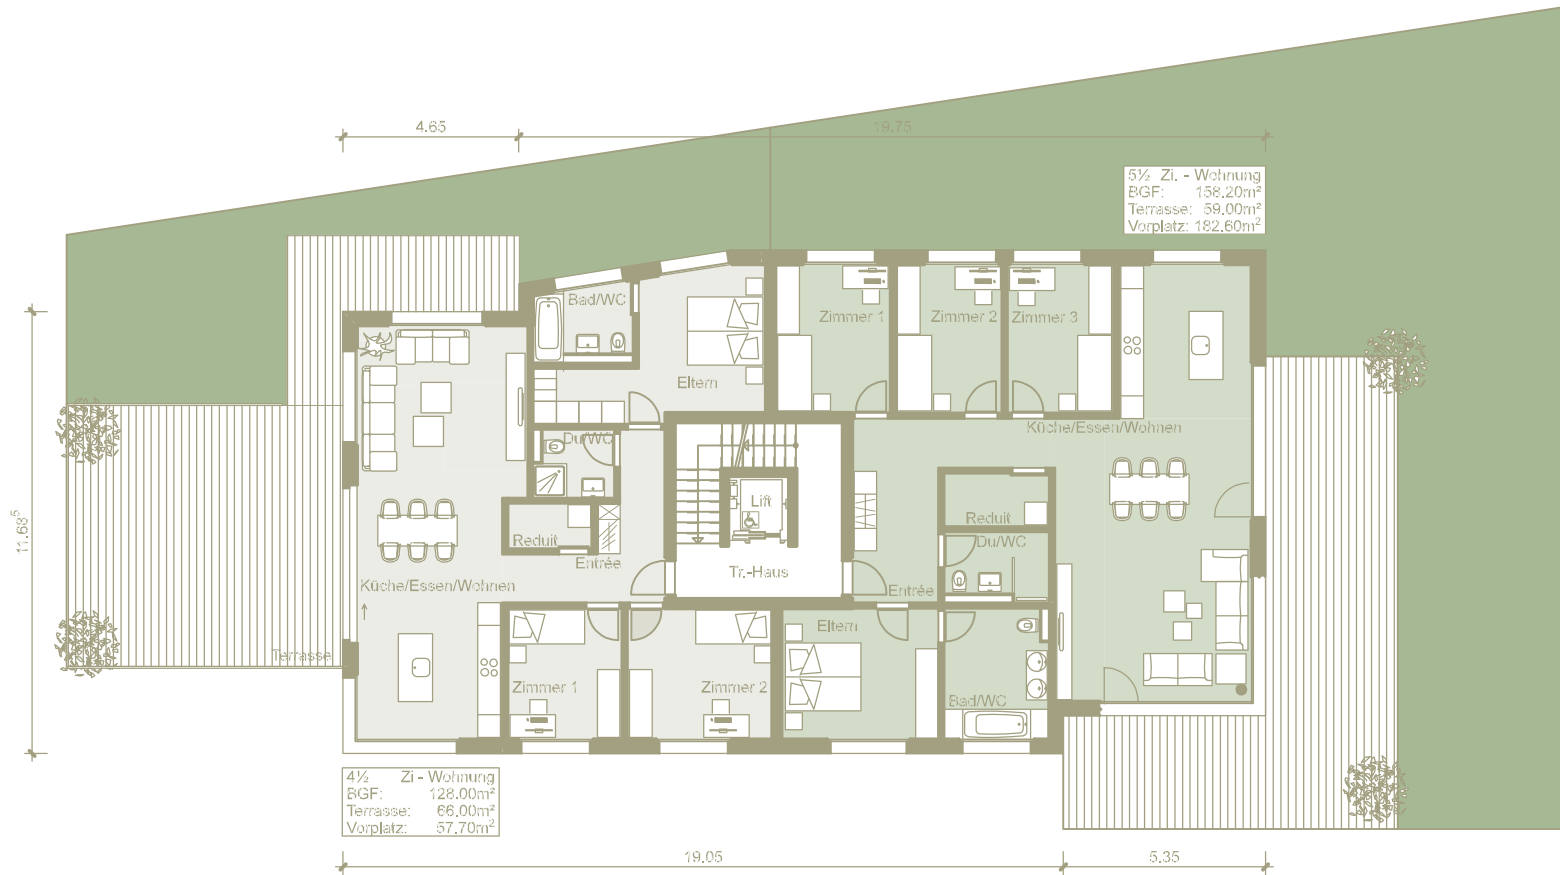 4.65
19.75
5½ Zi. - Wohnung
BGF: 158.20m²
Terrasse: 59.00m²
Vorplatz: 182.60m²
Bad/WC
Zimmer 1
Zimmer 2
Zimmer 3
Eltern
Küche/Essen/Wohnen
Du/WC
Lift
11.68⁵
Reduit
Reduit
Du/WC
Entrée
Tr.-Haus
Küche/Essen/Wohnen
Entrée
Eltern
Terrasse
Zimmer 1
Zimmer 2
Bad/WC
4½ Zi - Wohnung
BGF: 128.00m²
Terrasse: 66.00m²
Vorplatz: 57.70m²
19.05
5.35